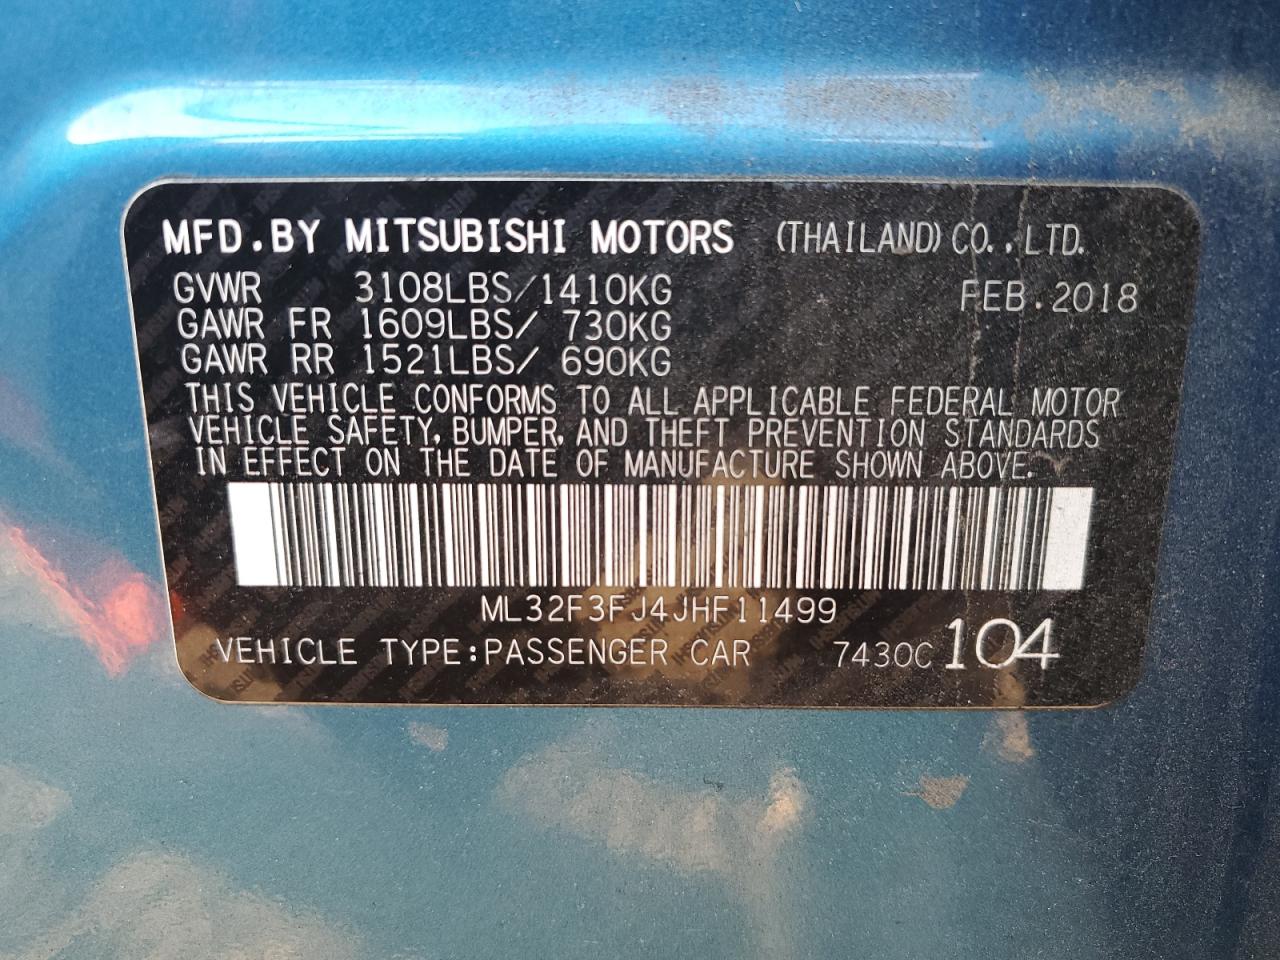 MFD.BY MITSUBISHI MOTORS (THAILAND) CO.,LTD.
GVWR 3108LBS/1410KG FEB.2018
GAWR FR 1609LBS/ 730KG
GAWR RR 1521LBS/ 690KG
THIS VEHICLE CONFORMS TO ALL APPLICABLE FEDERAL MOTOR
VEHICLE SAFETY, BUMPER, AND THEFT PREVENTION STANDARDS
IN EFFECT ON THE DATE OF MANUFACTURE SHOWN ABOVE.
ML32F3FJ4JHF11499
VEHICLE TYPE:PASSENGER CAR 7430C 104